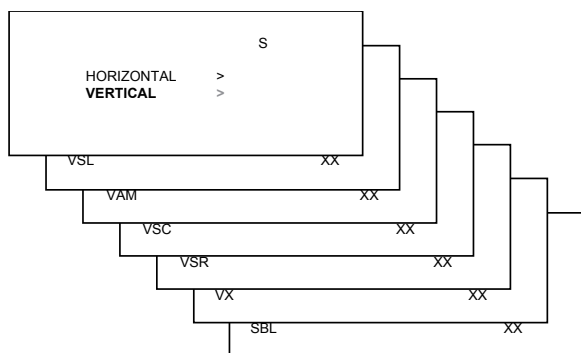 S
HORIZONTAL >
VERTICAL >
VSL XX
VAM XX
VSC XX
VSR XX
VX XX
SBL XX